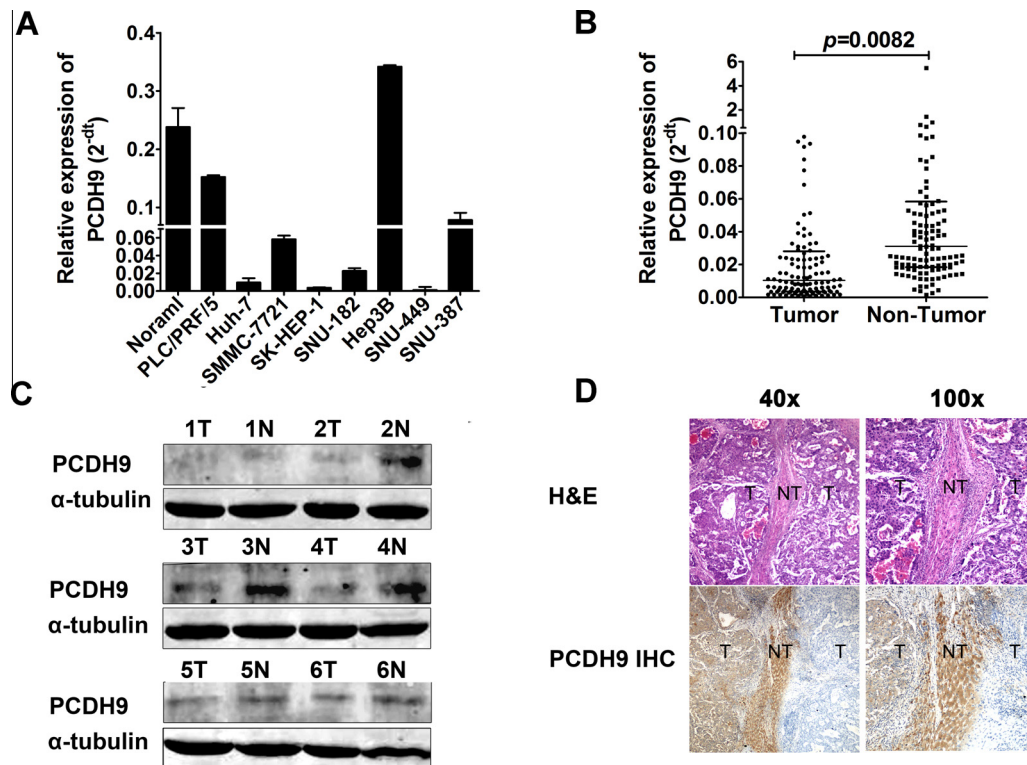 A
Relative expression of
PCDH9 (2^-dt)
0.4
0.3
0.2
0.1
0.06
0.04
0.02
0.00
Noraml
PLC/PRF/5
Huh-7
SMMC-7721
SK-HEP-1
SNU-182
Hep3B
SNU-449
SNU-387
B
p=0.0082
Relative expression of
PCDH9 (2^-dt)
6
4
2
0.10
0.08
0.06
0.04
0.02
0.00
Tumor Non-Tumor
C
1T 1N 2T 2N
PCDH9
α-tubulin
3T 3N 4T 4N
PCDH9
α-tubulin
5T 5N 6T 6N
PCDH9
α-tubulin
D
40x 100x
H&E
T NT T T NT T
PCDH9 IHC
T NT T T NT T